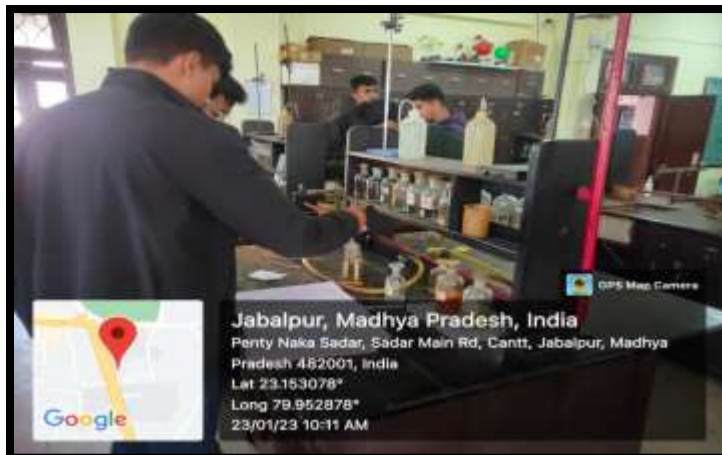 GPS Map Camera
Jabalpur, Madhya Pradesh, India
Penty Naka Sadar, Sadar Main Rd, Cantt, Jabalpur, Madhya
Pradesh 482001, India
Lat 23.153078°
Long 79.952878°
23/01/23 10:11 AM
Google